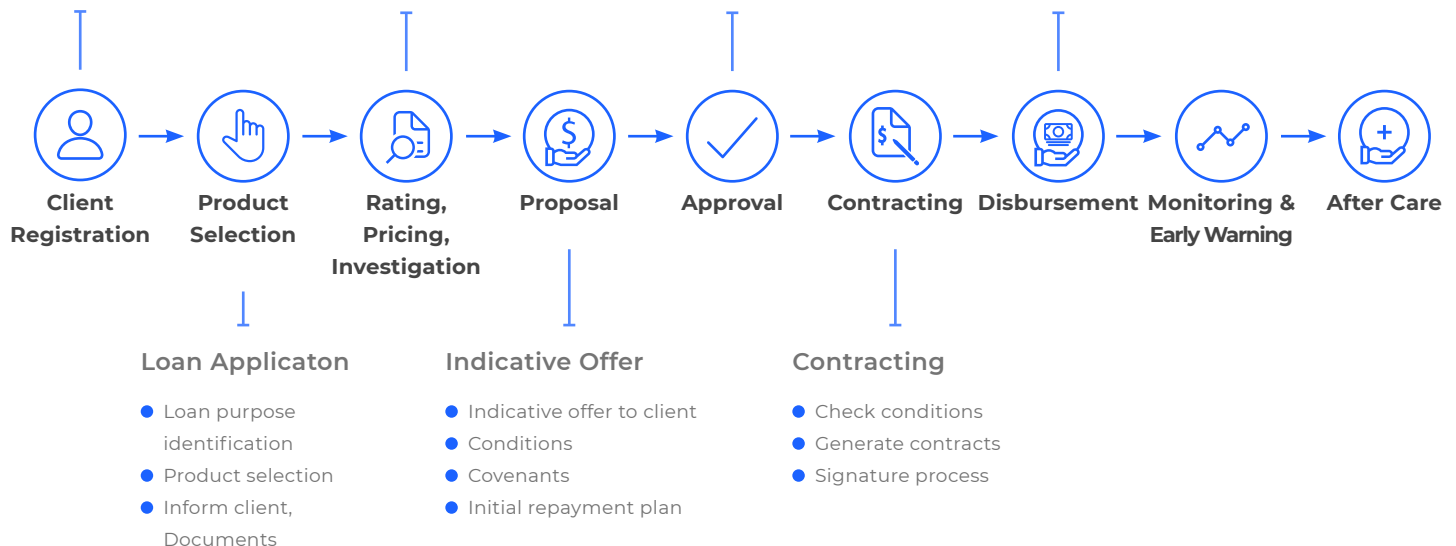 Client
Registration
Product
Selection
Rating,
Pricing,
Investigation
Proposal
Approval
Contracting
Disbursement
Monitoring &
Early Warning
After Care
Loan Applicaton
Loan purpose
identification
Product selection
Inform client,
Documents
Indicative Offer
Indicative offer to client
Conditions
Covenants
Initial repayment plan
Contracting
Check conditions
Generate contracts
Signature process